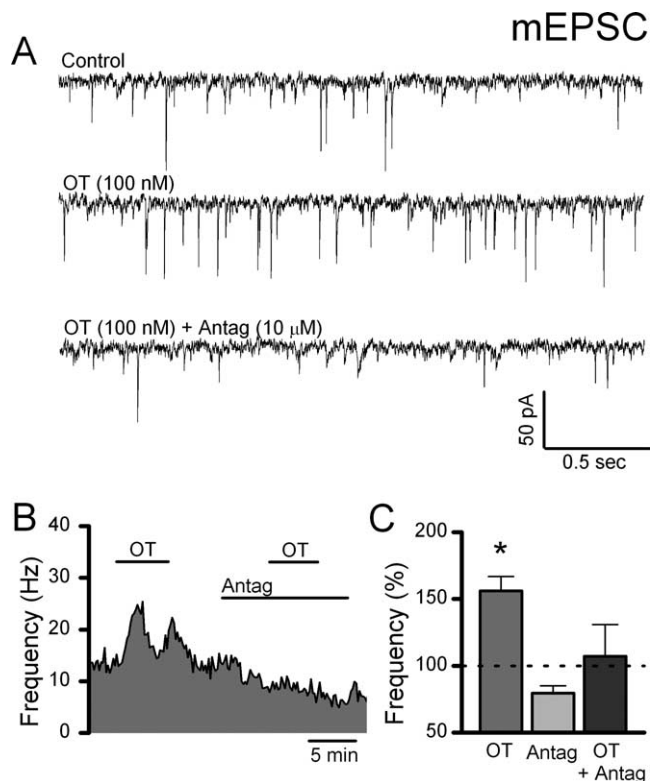 mEPSC
A
Control
OT (100 nM)
OT (100 nM) + Antag (10 µM)
50 pA
0.5 sec
B
Frequency (Hz)
40
30
20
10
0
OT
OT
Antag
5 min
C
Frequency (%)
200
150
100
50
*
OT
Antag
OT
+ Antag